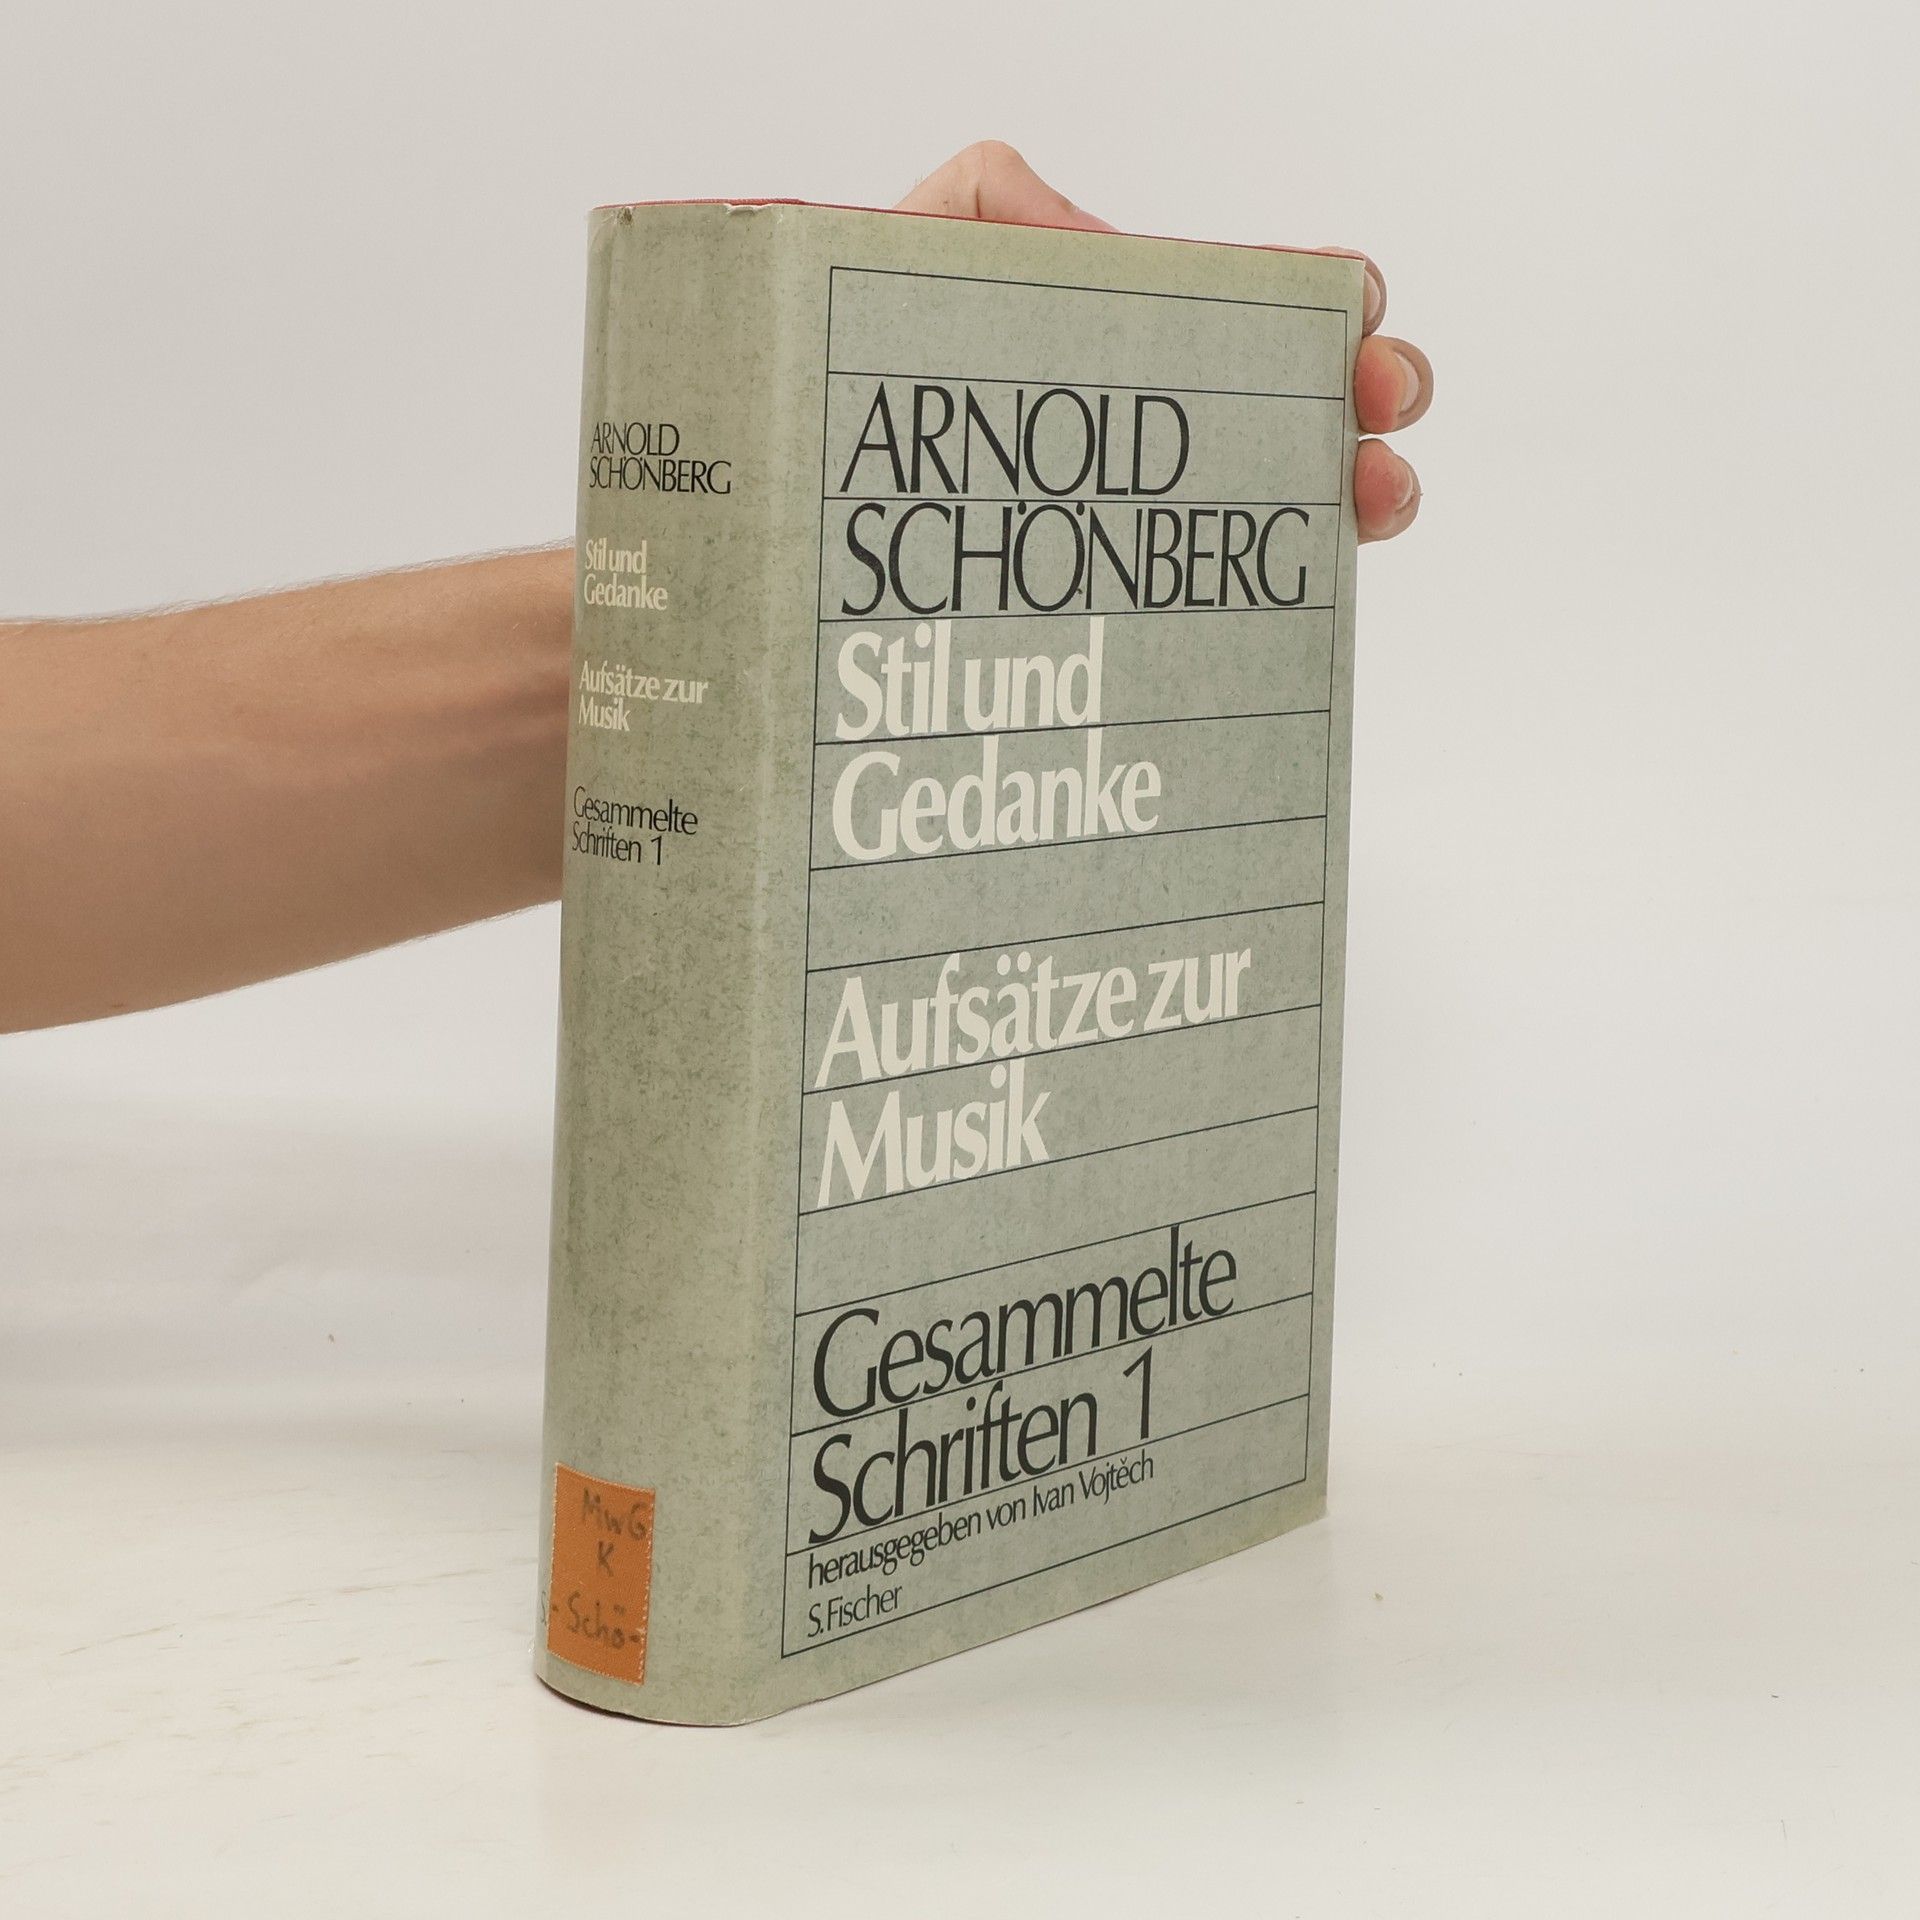 ARNOLD
SCHÖNBERG
Stil und
Gedanke
Aufsätze zur
Musik
Gesammelte
Schriften 1
MwG
K
- Schö -
ARNOLD
SCHÖNBERG
Stil und
Gedanke
Aufsätze zur
Musik
Gesammelte
Schriften 1
herausgegeben von Ivan Vojtěch
S. Fischer